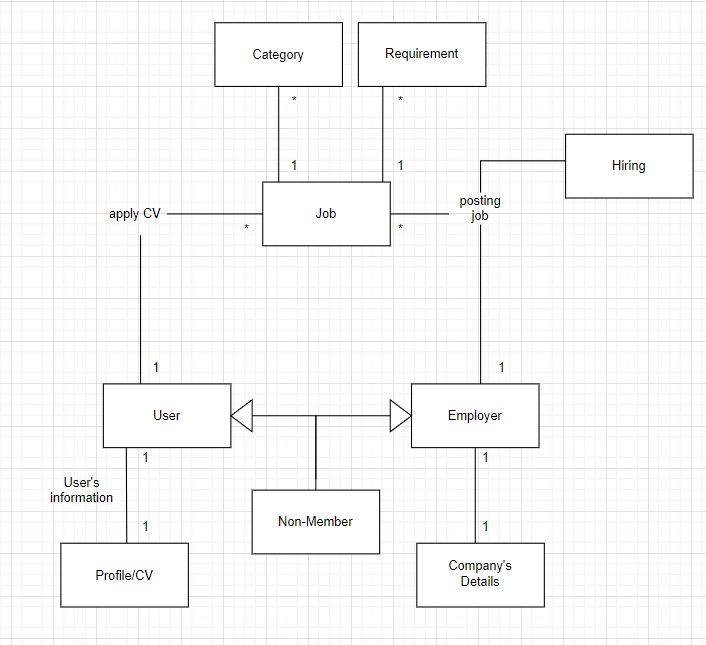 Category
Requirement
*
*
1
1
Hiring
apply CV
Job
posting
job
*
*
1
1
User
Employer
1
1
User's
information
Non-Member
1
1
Profile/CV
Company's
Details